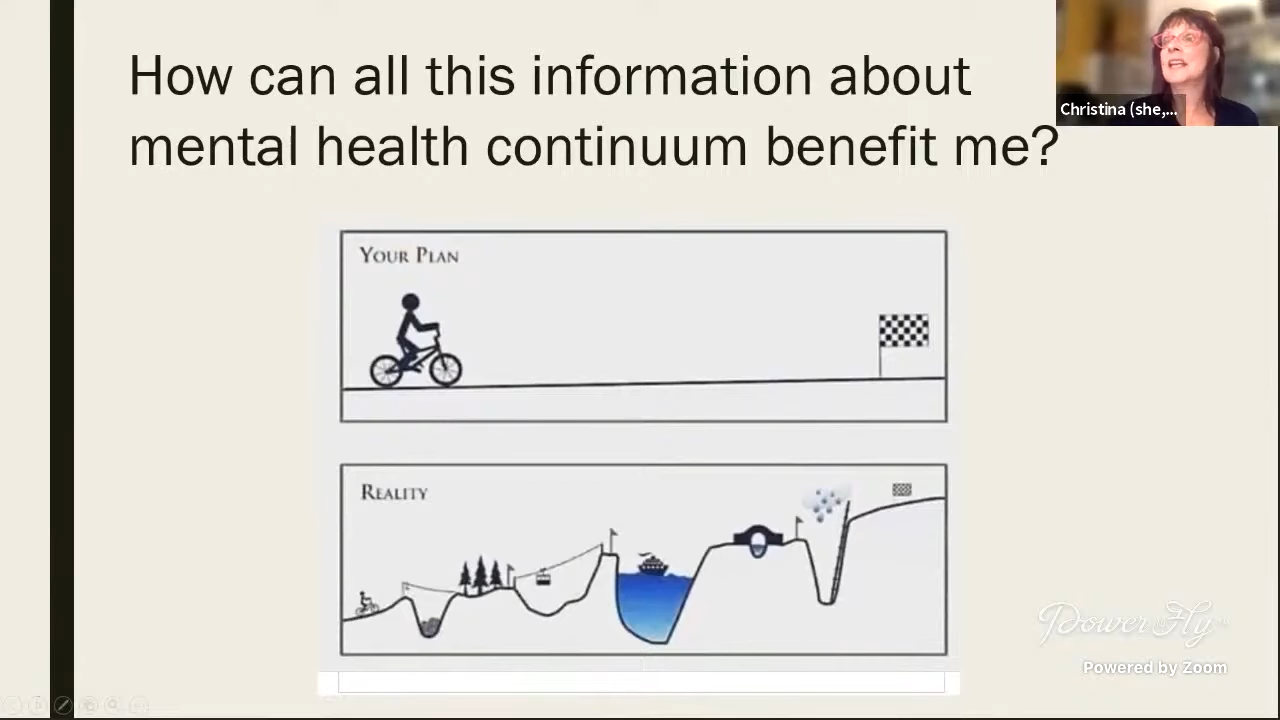 How can all this information about
mental health continuum benefit me?
Christina (she,...
YOUR PLAN
REALITY
Powered by Zoom